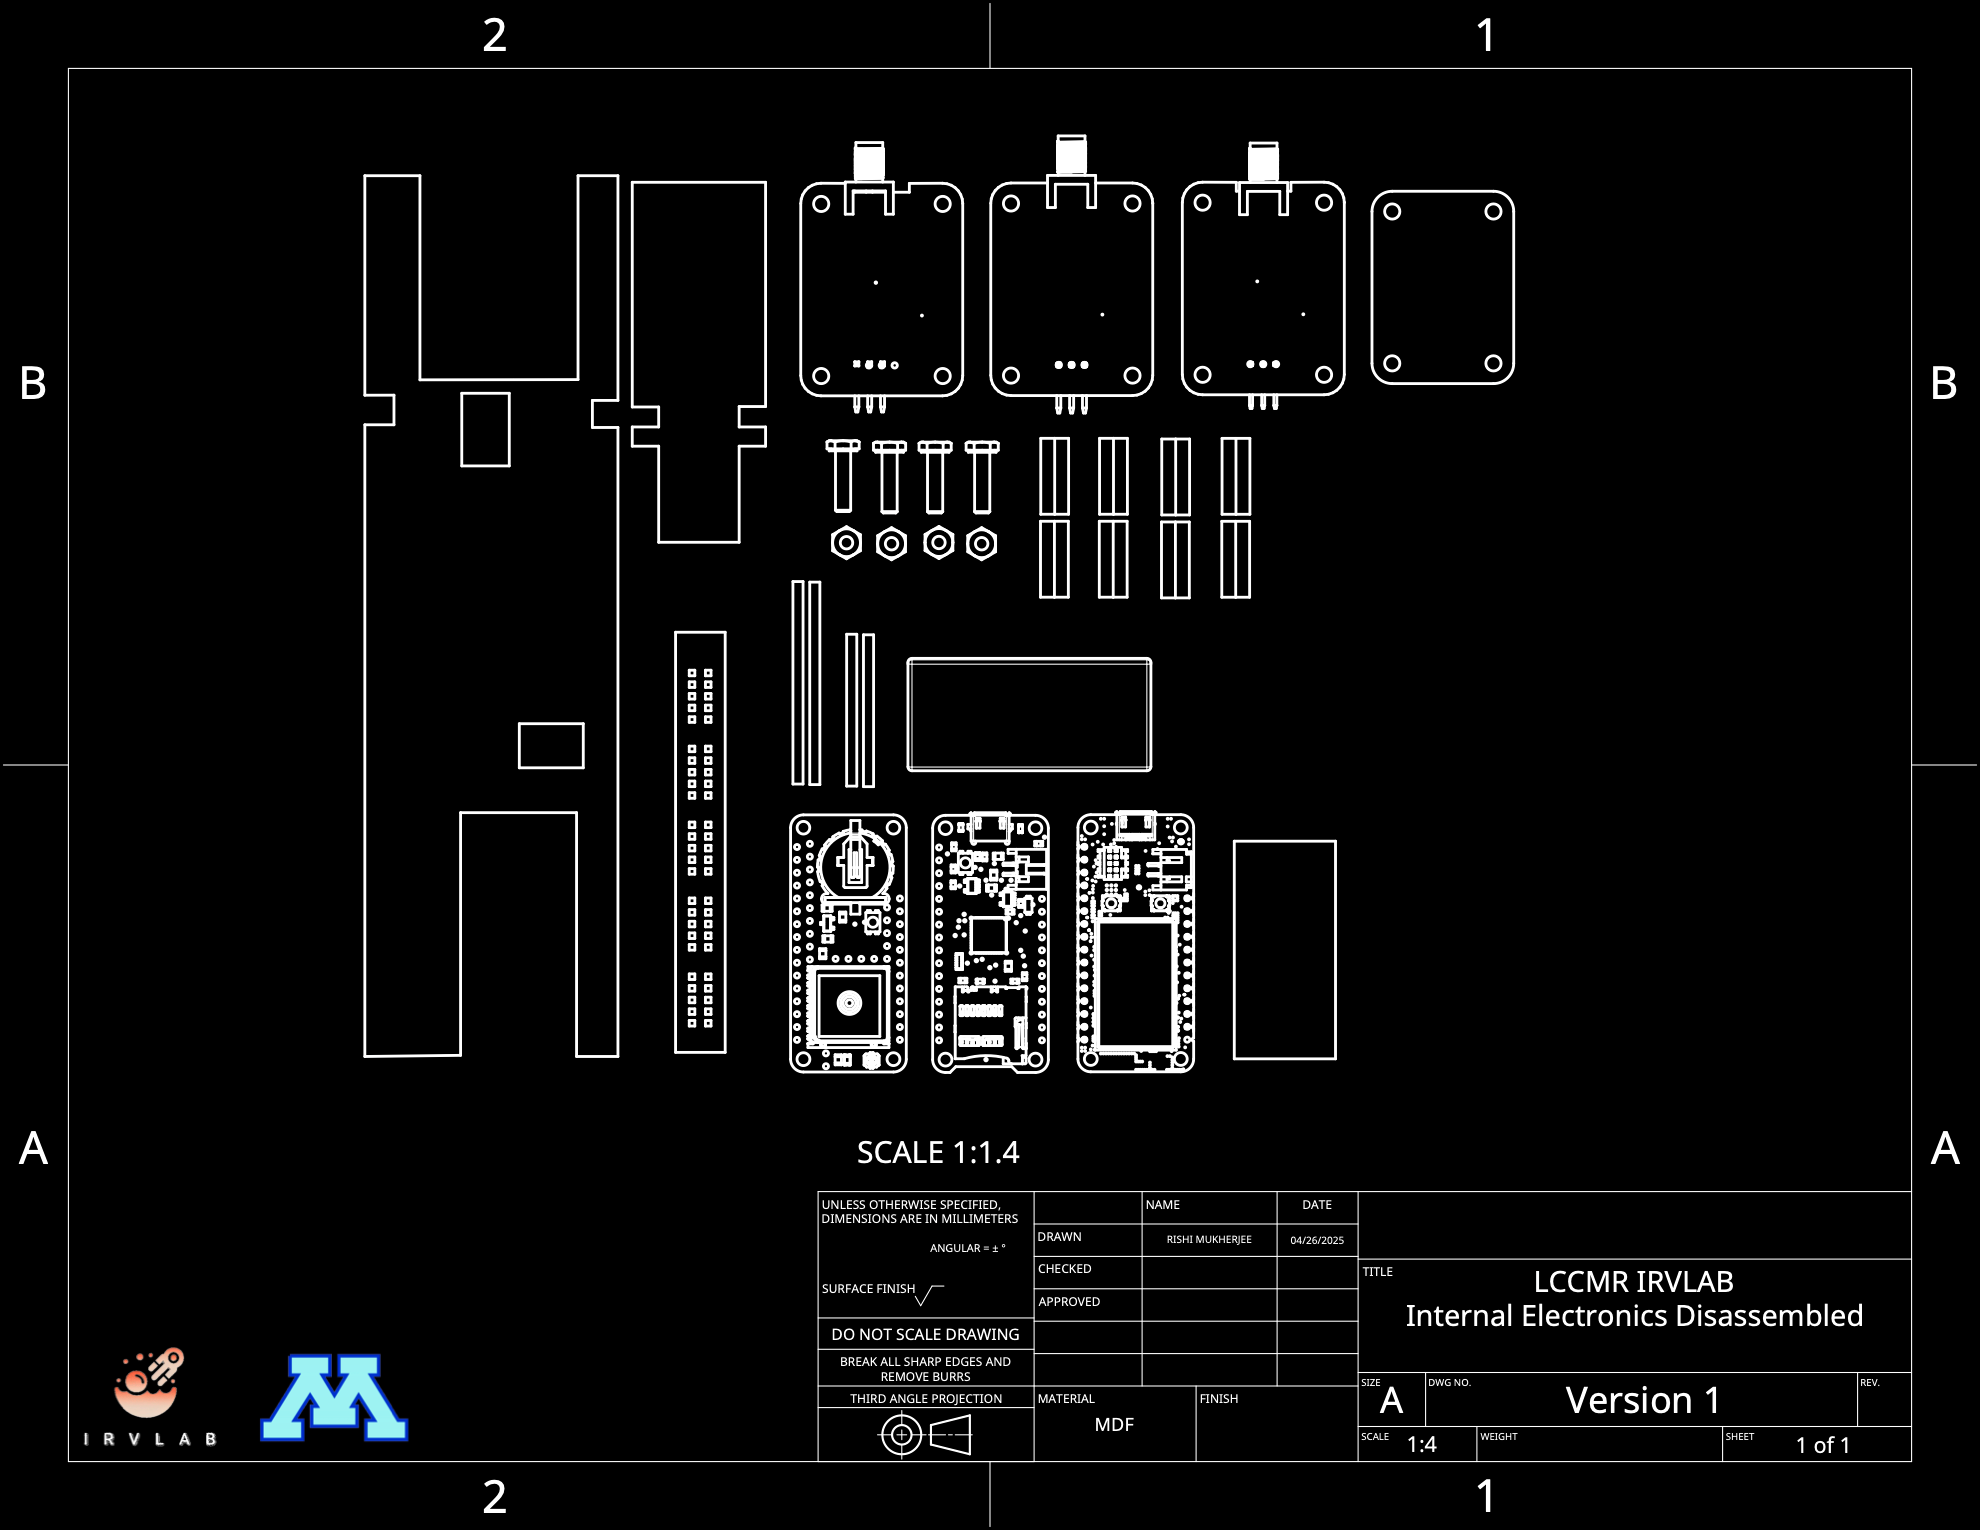 2
1
B
B
A
A
SCALE 1:1.4
UNLESS OTHERWISE SPECIFIED,
DIMENSIONS ARE IN MILLIMETERS
ANGULAR = ± °
SURFACE FINISH
DO NOT SCALE DRAWING
BREAK ALL SHARP EDGES AND
REMOVE BURRS
THIRD ANGLE PROJECTION
NAME
DATE
DRAWN
RISHI MUKHERJEE
04/26/2025
CHECKED
APPROVED
MATERIAL
MDF
FINISH
TITLE
LCCMR IRVLAB
Internal Electronics Disassembled
SIZE
A
DWG NO.
Version 1
REV.
SCALE
1:4
WEIGHT
SHEET
1 of 1
I R V L A B
M
2
1